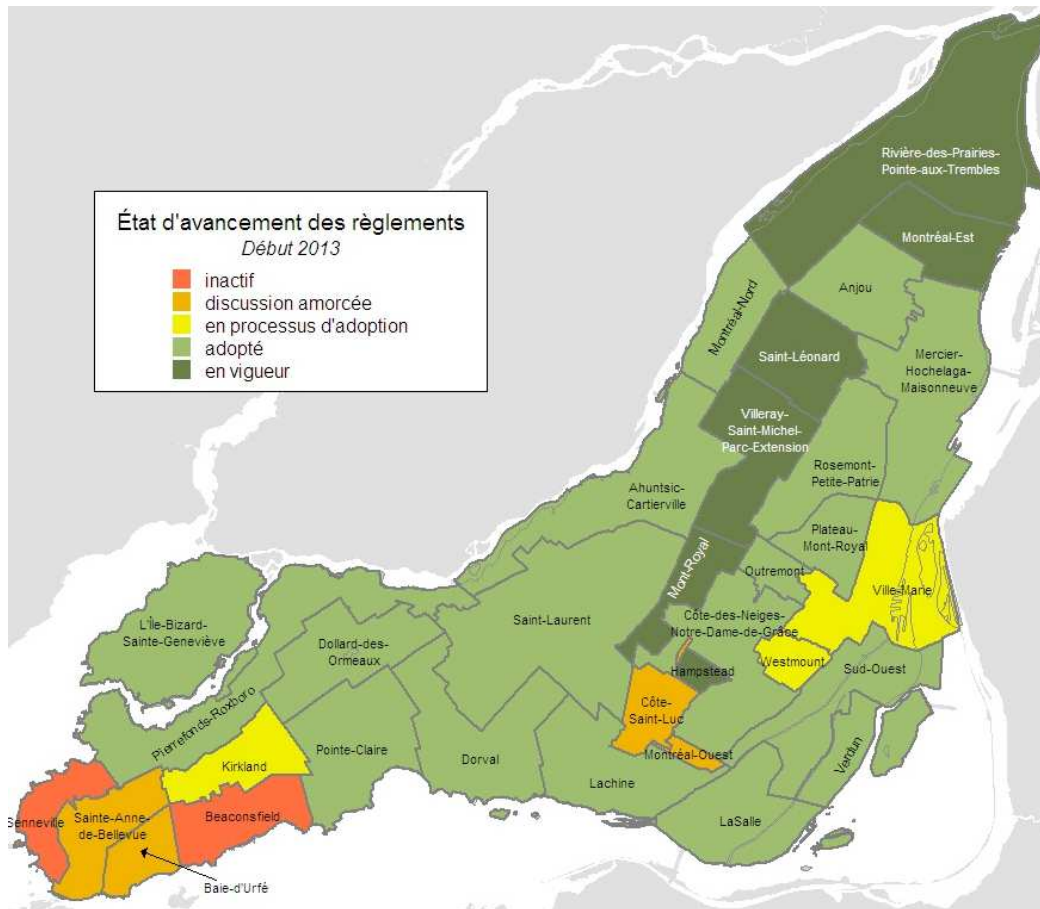 État d'avancement des règlements
Début 2013
inactif
discussion amorcée
en processus d'adoption
adopté
en vigueur
Rivière-des-Prairies-
Pointe-aux-Trembles
Montréal-Est
Anjou
Montréal-Nord
Saint-Léonard
Mercier-
Hochelaga-
Maisonneuve
Villeray-
Saint-Michel-
Parc-Extension
Rosemont-
Petite-Patrie
Ahuntsic-
Cartierville
Plateau-
Mont-Royal
Mont-Royal
Outremont
Ville-Marie
Saint-Laurent
Côte-des-Neiges-
Notre-Dame-de-Grâce
L'Île-Bizard-
Sainte-Geneviève
Dollard-des-
Ormeaux
Westmount
Sud-Ouest
Hampstead
Côte-
Saint-Luc
Pierrefonds-Roxboro
Pointe-Claire
Dorval
Montréal-Ouest
Verdun
Kirkland
Lachine
Beaconsfield
LaSalle
Senneville
Sainte-Anne-
de-Bellevue
Baie-d'Urfé